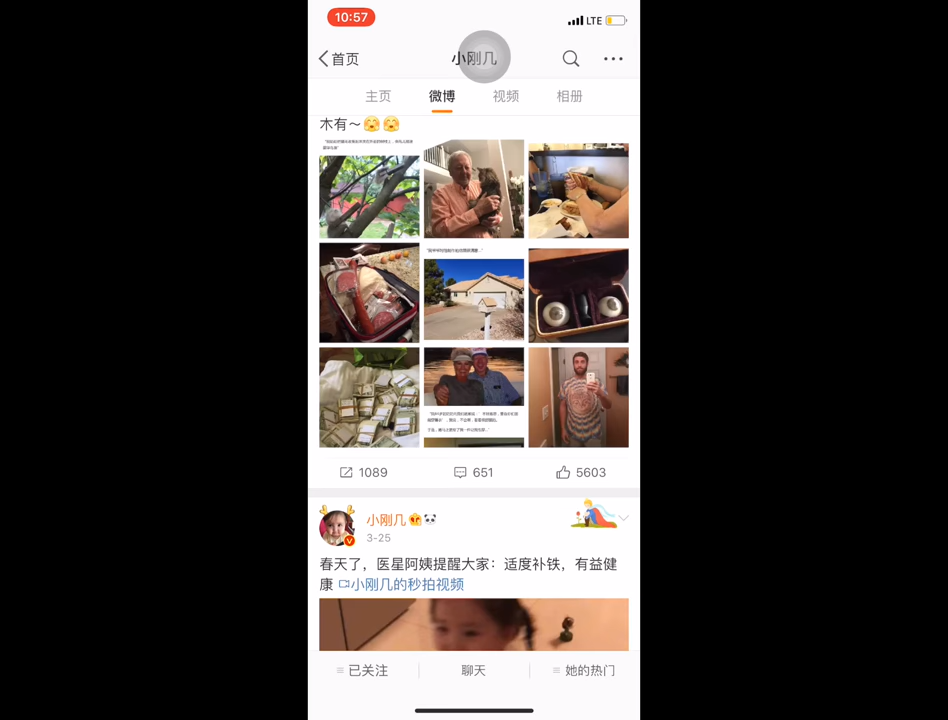 10:57
LTE
首页
小刚几
主页
微博
视频
相册
木有～
1089
651
5603
小刚几
3-25
春天了，医星阿姨提醒大家：适度补铁，有益健
康 小刚几的秒拍视频
已关注
聊天
她的热门